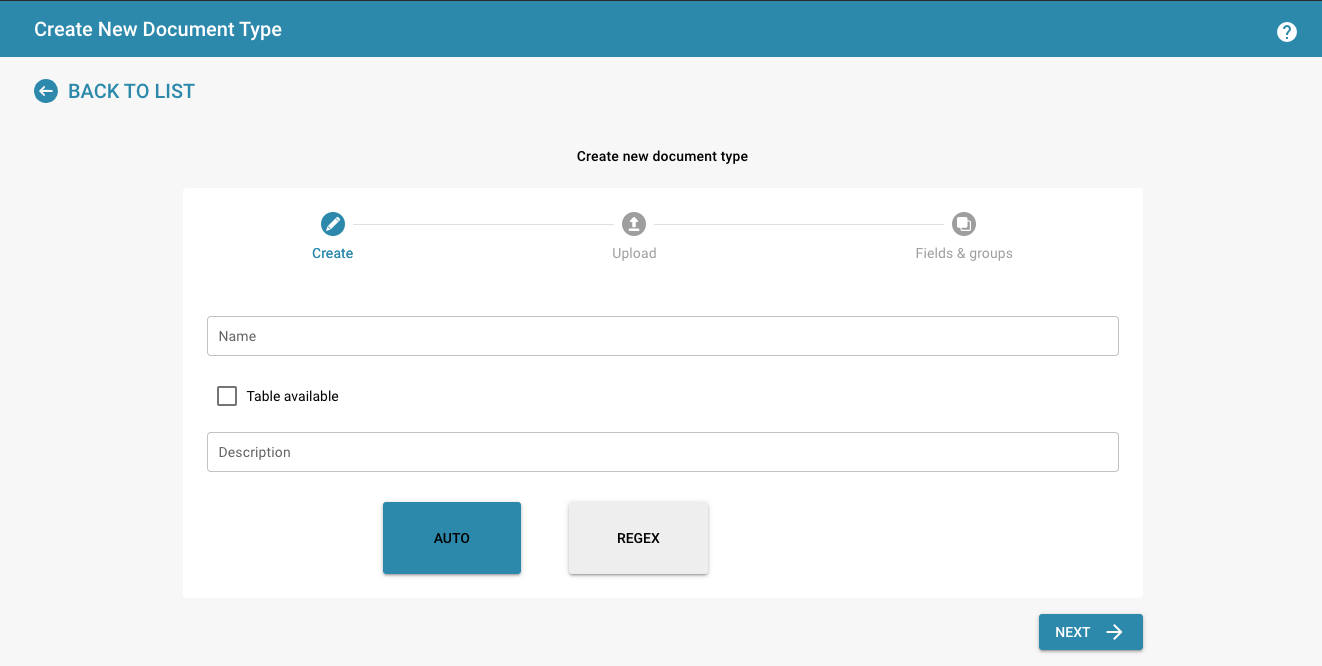 Create New Document Type
BACK TO LIST
Create new document type
Create
Upload
Fields & groups
Name
Table available
Description
AUTO
REGEX
NEXT